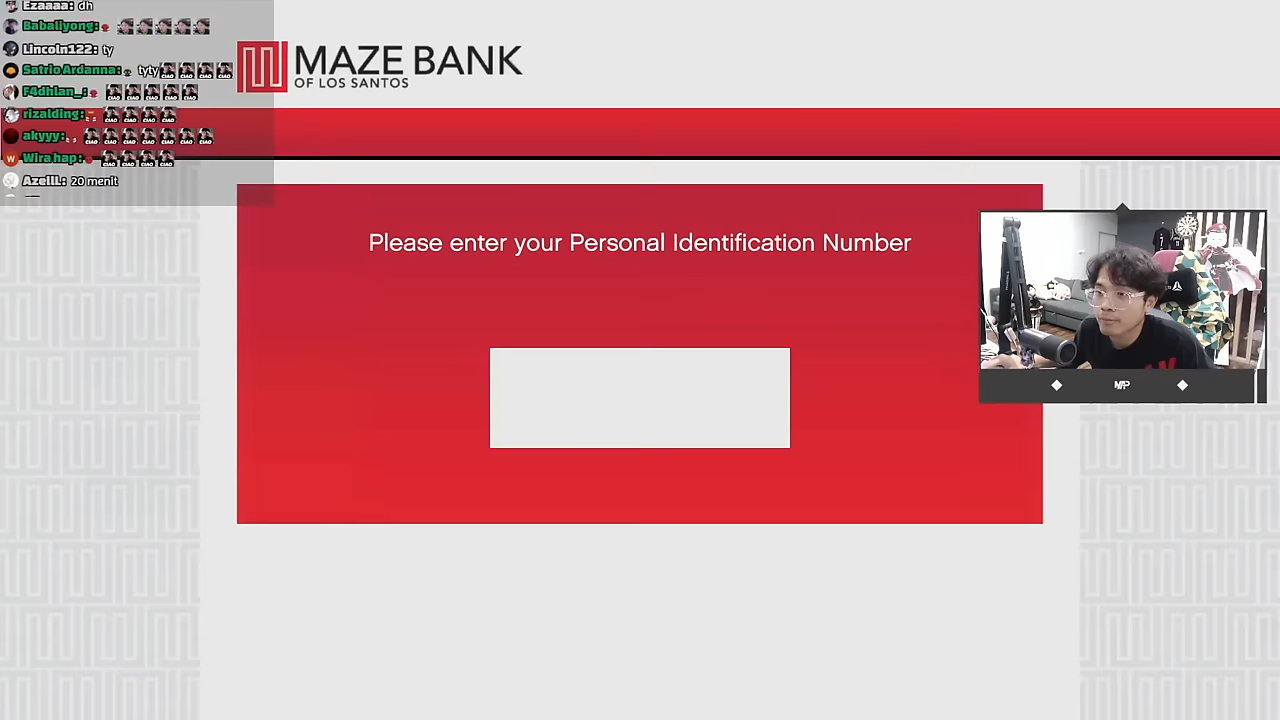 Ezaaaa: dh
Babaliyong:
Lincoln122: ty
Satrio Ardanna: tyty
F4dhlan_:
rizalding:
akyyy:
Wira hap:
AzellL: 20 menit
MAZE BANK
OF LOS SANTOS
Please enter your Personal Identification Number